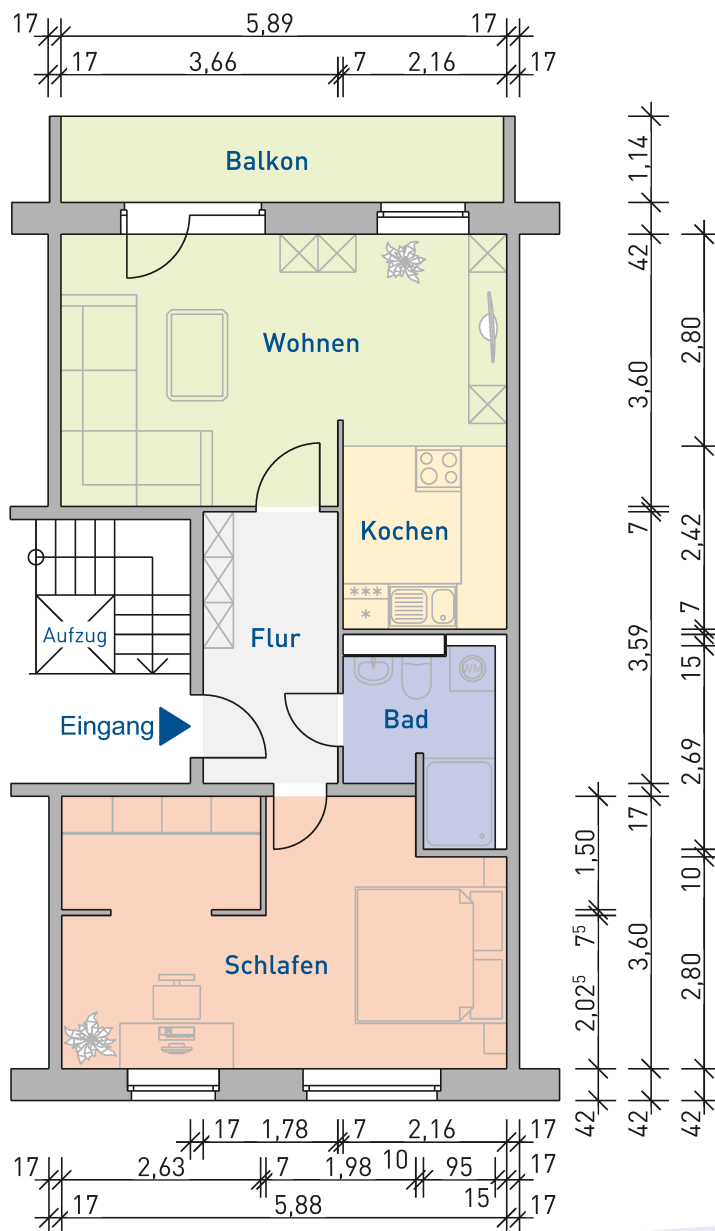 17 5,89 17
17 3,66 7 2,16 17
Balkon
1,14
42
Wohnen
2,80
3,60
Kochen
7
2,42
***
*
Aufzug
Flur
7
3,59
15
WM
Bad
Eingang
2,69
17
1,50
10
7⁵
3,60
Schlafen
2,80
2,02⁵
42
42
42
17 1,78 7 2,16 17
17 2,63 7 1,98 10 95 17
17 5,88 15 17